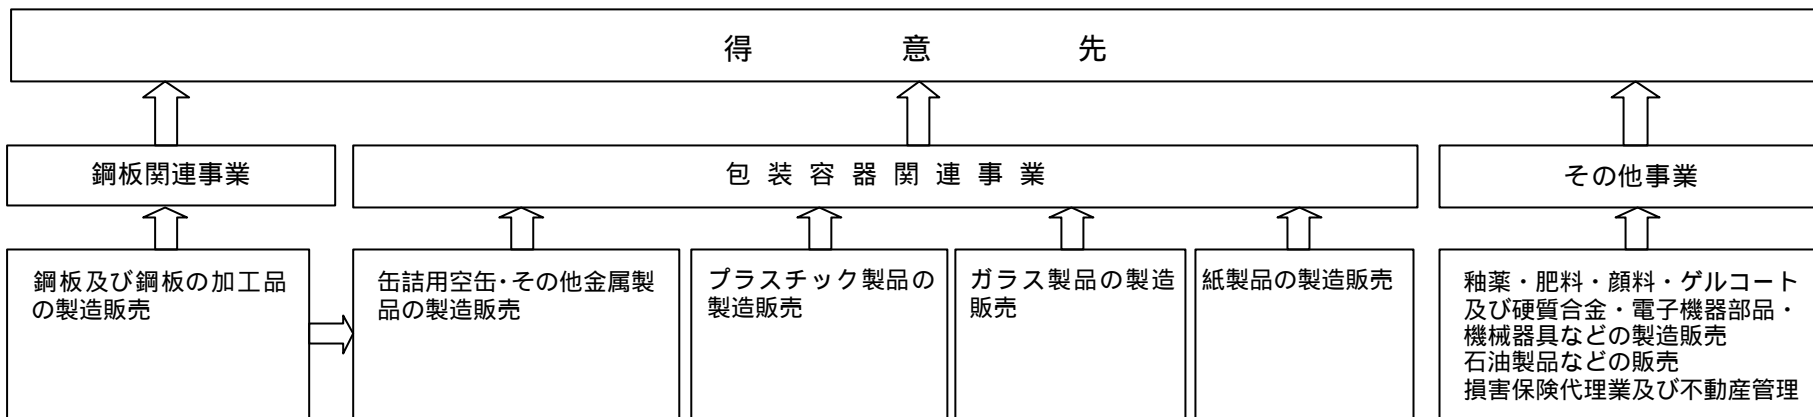 得意先
鋼板関連事業
包装容器関連事業
その他事業
鋼板及び鋼板の加工品
の製造販売
缶詰用空缶・その他金属製
品の製造販売
プラスチック製品の
製造販売
ガラス製品の製造
販売
紙製品の製造販売
釉薬・肥料・顔料・ゲルコート
及び硬質合金・電子機器部品・
機械器具などの製造販売
石油製品などの販売
損害保険代理業及び不動産管理